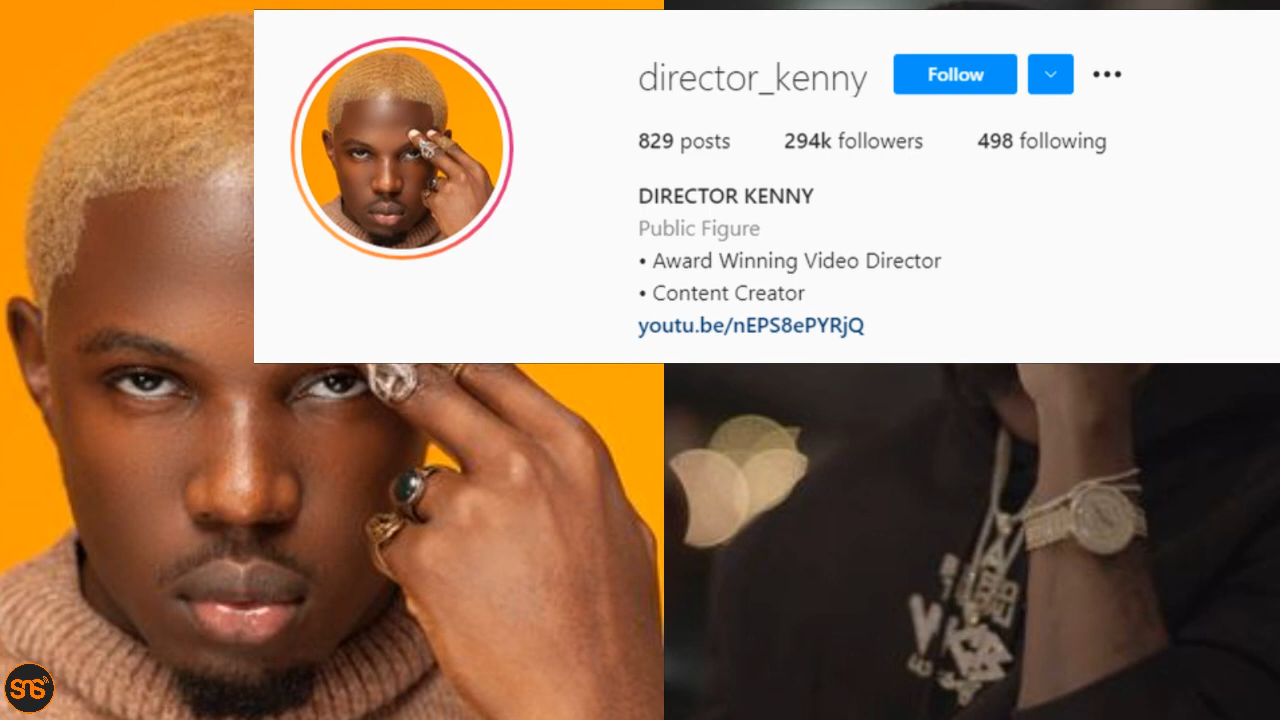 director_kenny Follow
829 posts 294k followers 498 following
DIRECTOR KENNY
Public Figure
• Award Winning Video Director
• Content Creator
youtu.be/nEPS8ePYRjQ
SNS